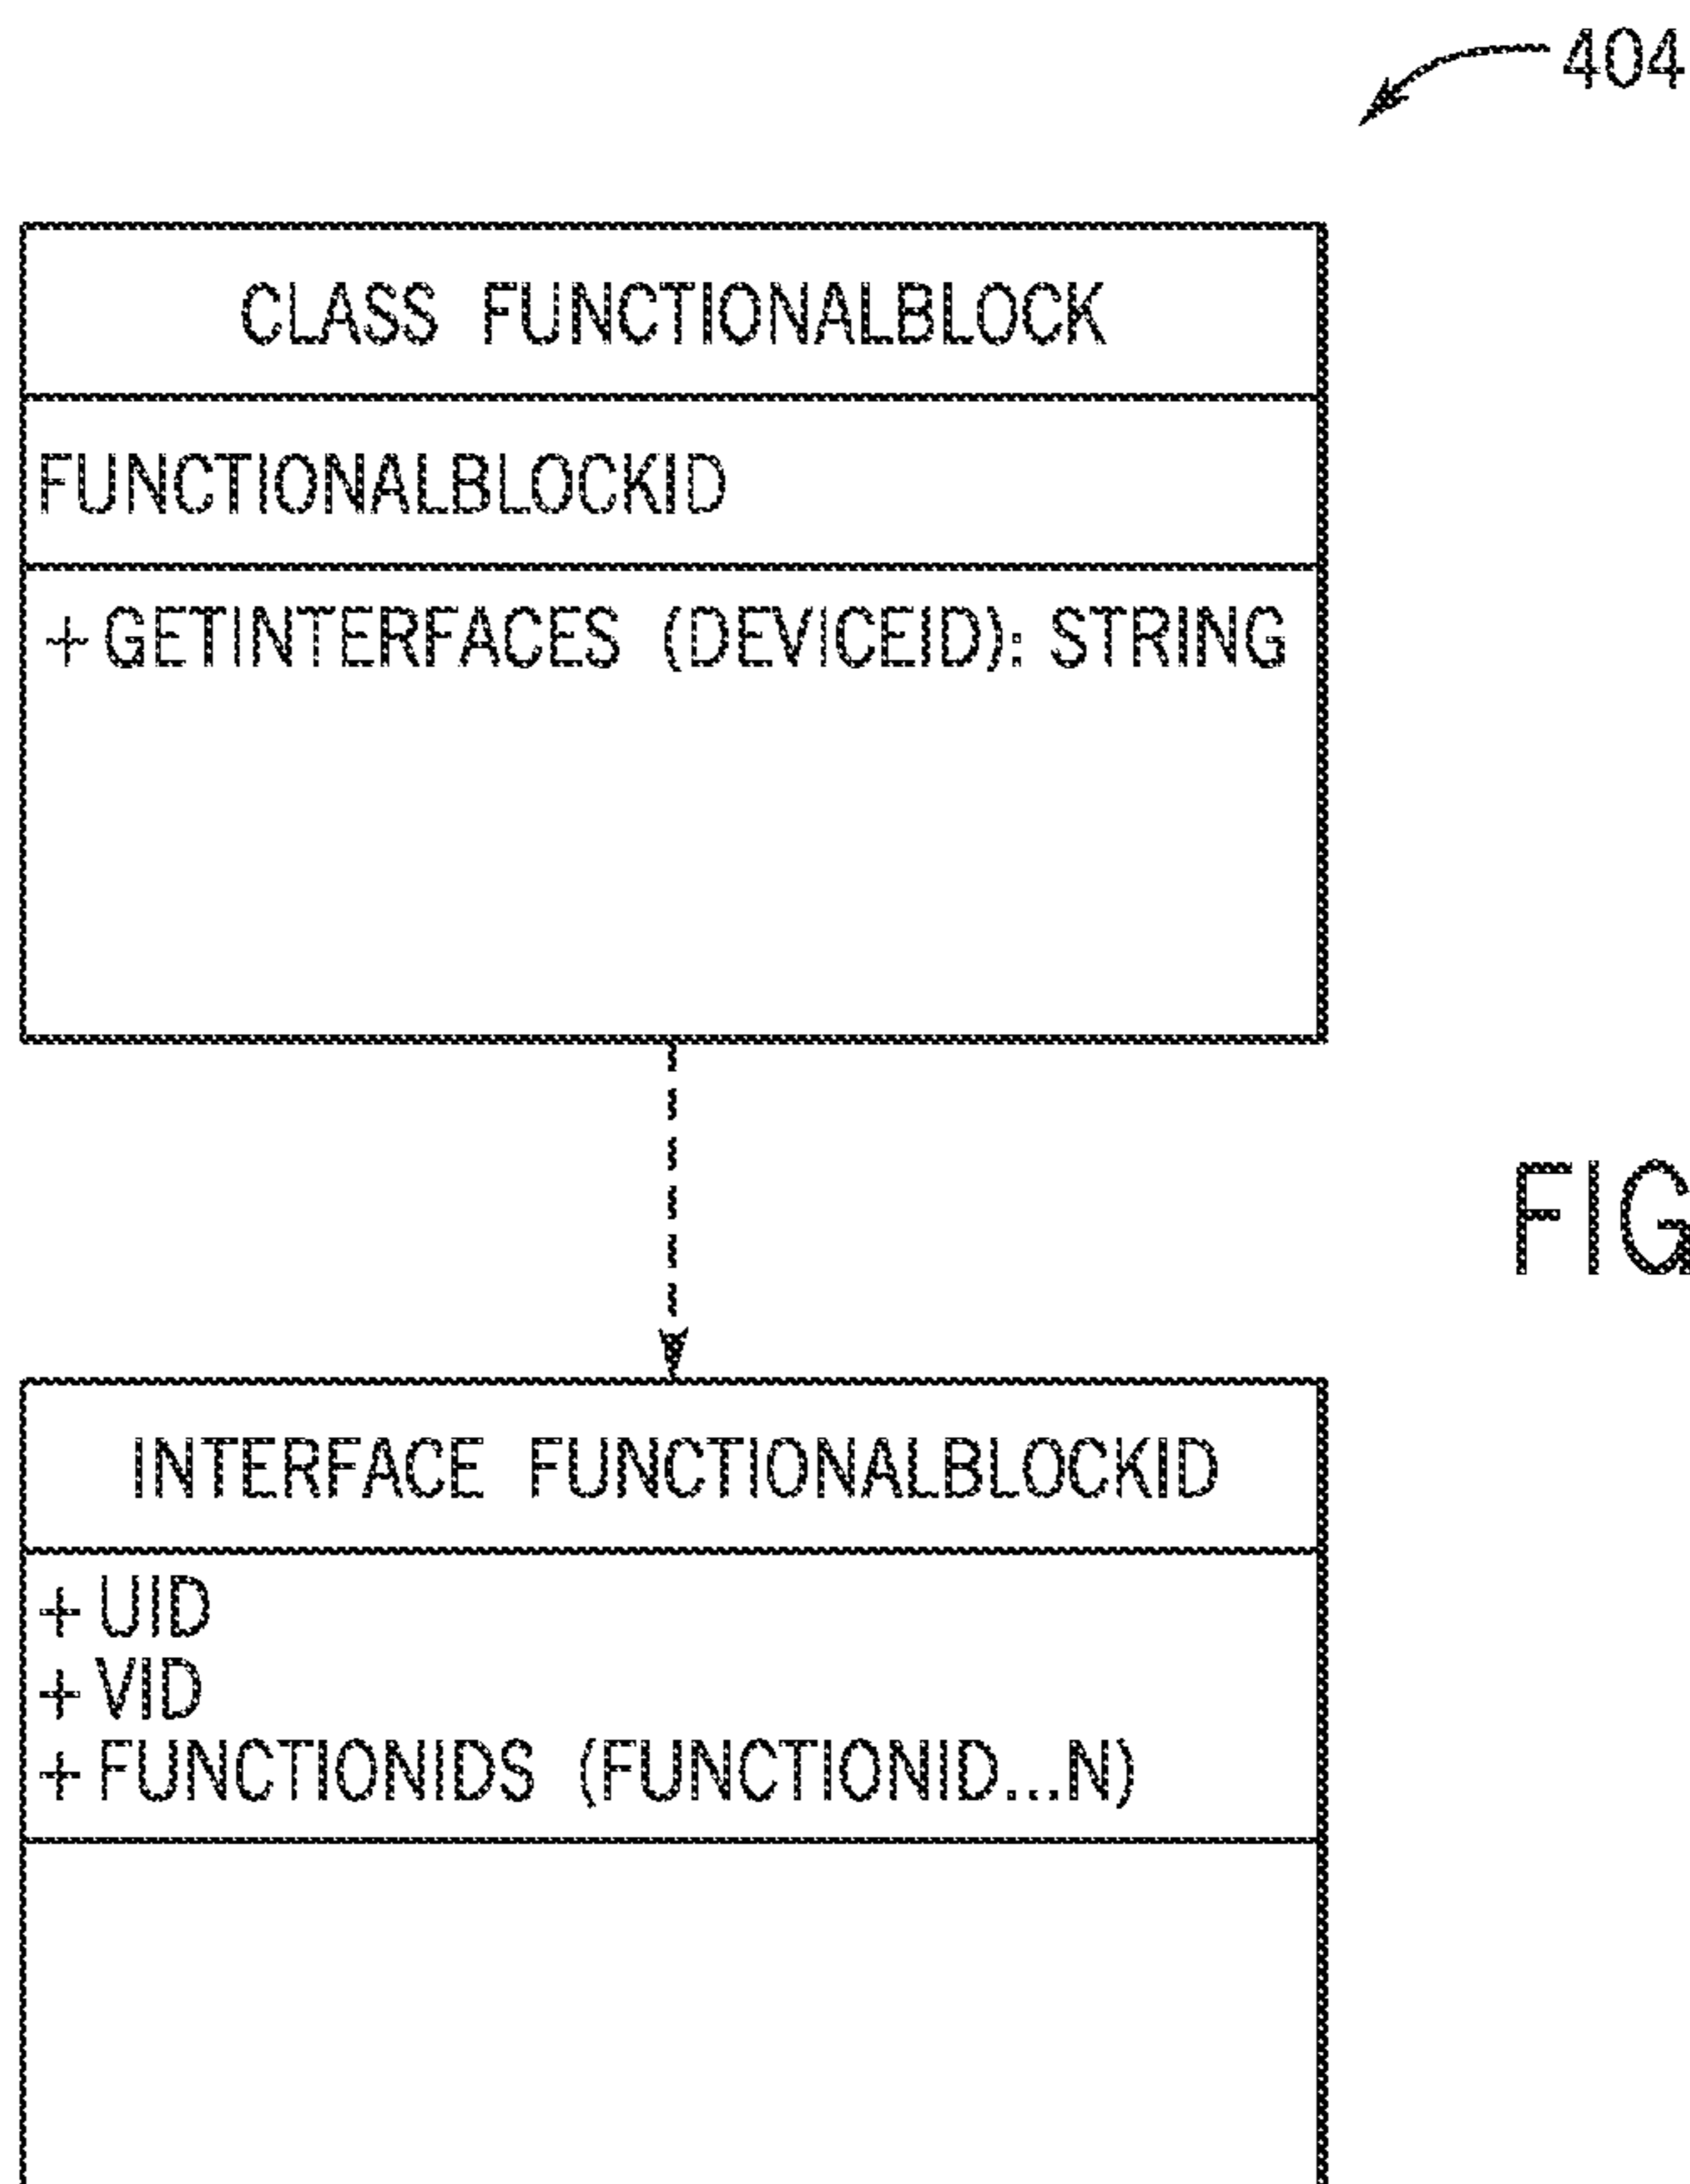 404
CLASS FUNCTIONALBLOCK
FUNCTIONALBLOCKID
+ GETINTERFACES (DEVICEID): STRING
FIG
INTERFACE FUNCTIONALBLOCKID
+ UID
+ VID
+ FUNCTIONIDS (FUNCTIONID...N)